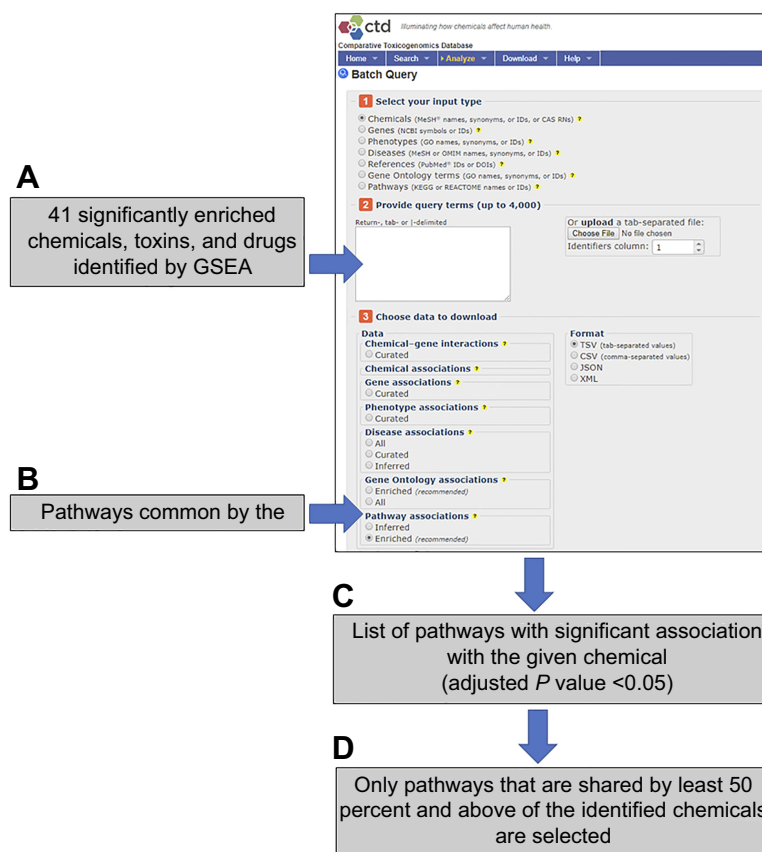 ctd Illuminating how chemicals affect human health.
Comparative Toxicogenomics Database
Home Search Analyze Download Help
Batch Query
1 Select your input type
Chemicals (MeSH® names, synonyms, or IDs, or CAS RNs) ?
Genes (NCBI symbols or IDs) ?
Phenotypes (GO names, synonyms, or IDs) ?
Diseases (MeSH or OMIM names, synonyms, or IDs) ?
References (PubMed® IDs or DOIs) ?
Gene Ontology terms (GO names, synonyms, or IDs) ?
Pathways (KEGG or REACTOME names or IDs) ?
A
41 significantly enriched
chemicals, toxins, and drugs
identified by GSEA
2 Provide query terms (up to 4,000)
Return-, tab- or |-delimited
Or upload a tab-separated file:
Choose File No file chosen
Identifiers column: 1
3 Choose data to download
Data
Chemical–gene interactions ?
Curated
Chemical associations ?
Gene associations ?
Curated
Phenotype associations ?
Curated
Disease associations ?
All
Curated
Inferred
Gene Ontology associations ?
Enriched (recommended)
All
Pathway associations ?
Inferred
Enriched (recommended)
Format
TSV (tab-separated values)
CSV (comma-separated values)
JSON
XML
B
Pathways common by the
C
List of pathways with significant association
with the given chemical
(adjusted P value <0.05)
D
Only pathways that are shared by least 50
percent and above of the identified chemicals
are selected